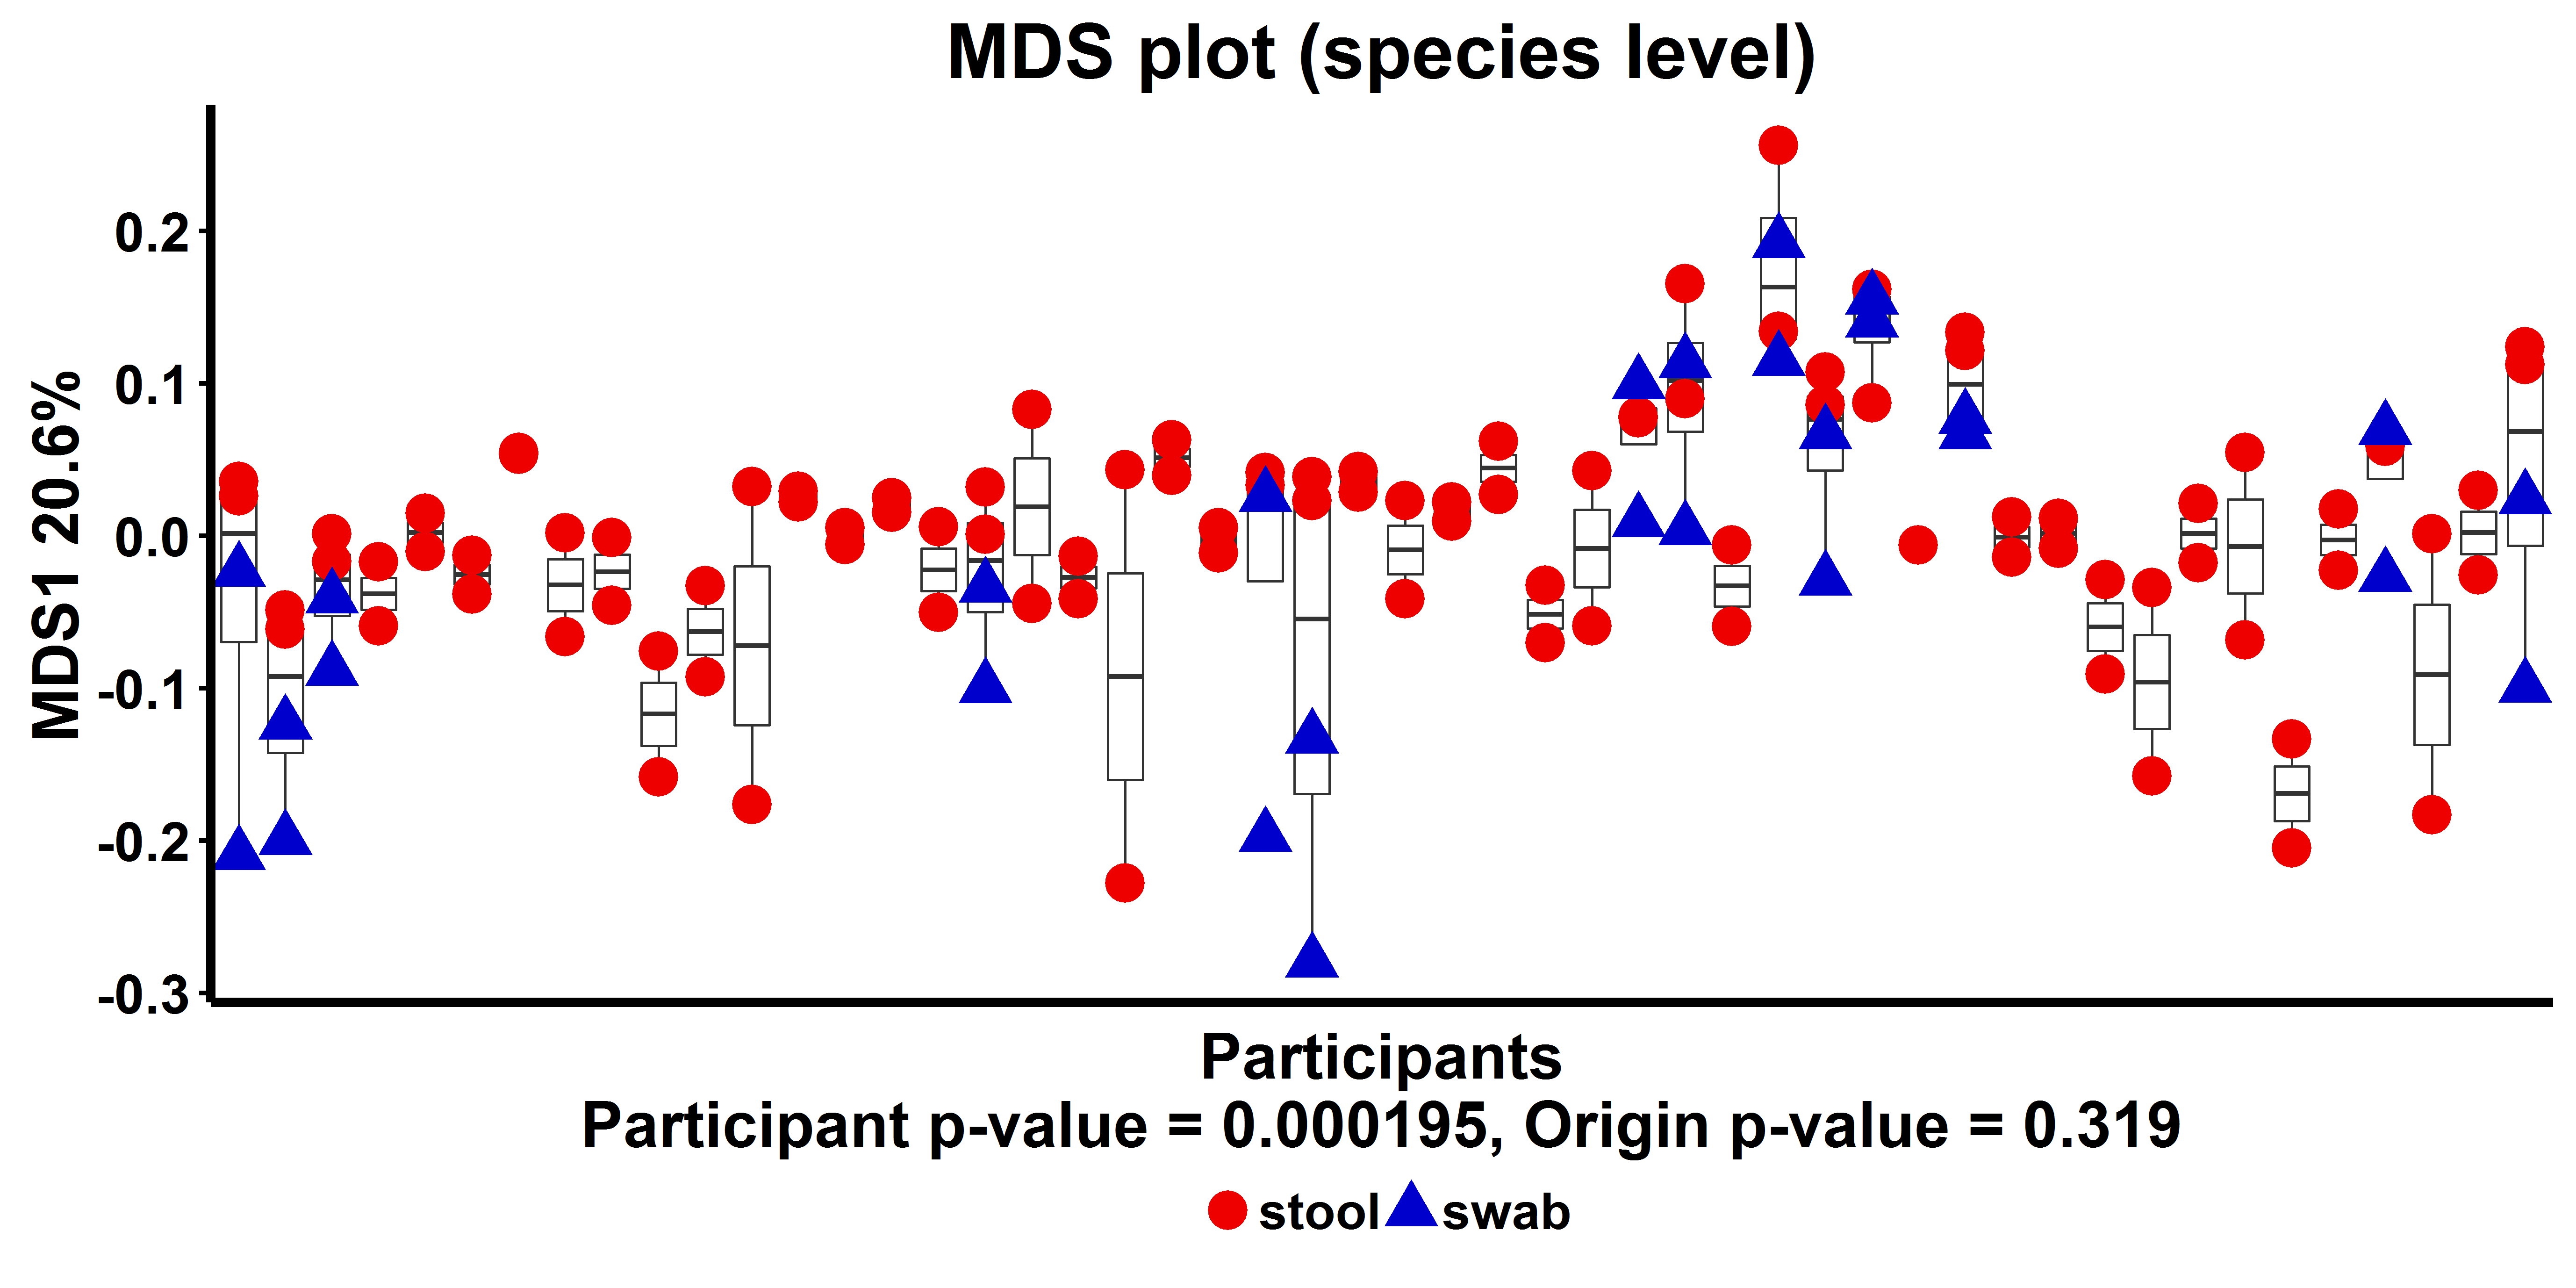 MDS plot (species level)
MDS1 20.6%
0.2
0.1
0.0
-0.1
-0.2
-0.3
Participants
Participant p-value = 0.000195, Origin p-value = 0.319
stool swab